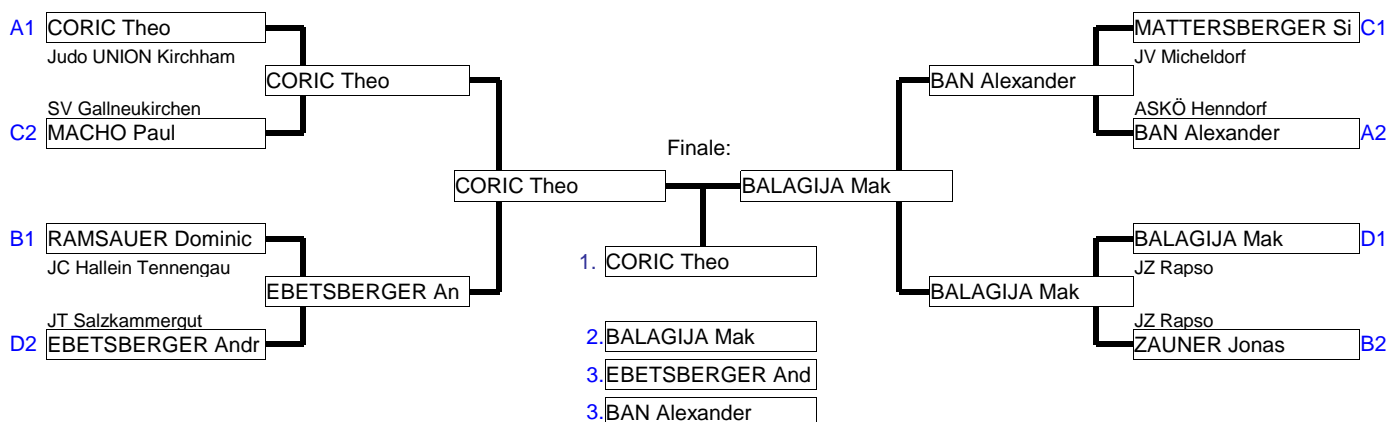 A1 CORIC Theo
Judo UNION Kirchham
CORIC Theo
SV Gallneukirchen
C2 MACHO Paul
CORIC Theo
B1 RAMSAUER Dominic
JC Hallein Tennengau
EBETSBERGER An
JT Salzkammergut
D2 EBETSBERGER Andr
Finale:
1. CORIC Theo
2. BALAGIJA Mak
3. EBETSBERGER And
3. BAN Alexander
MATTERSBERGER Si C1
JV Micheldorf
BAN Alexander
ASKÖ Henndorf
BAN Alexander A2
BALAGIJA Mak
BALAGIJA Mak D1
JZ Rapso
BALAGIJA Mak
JZ Rapso
ZAUNER Jonas B2